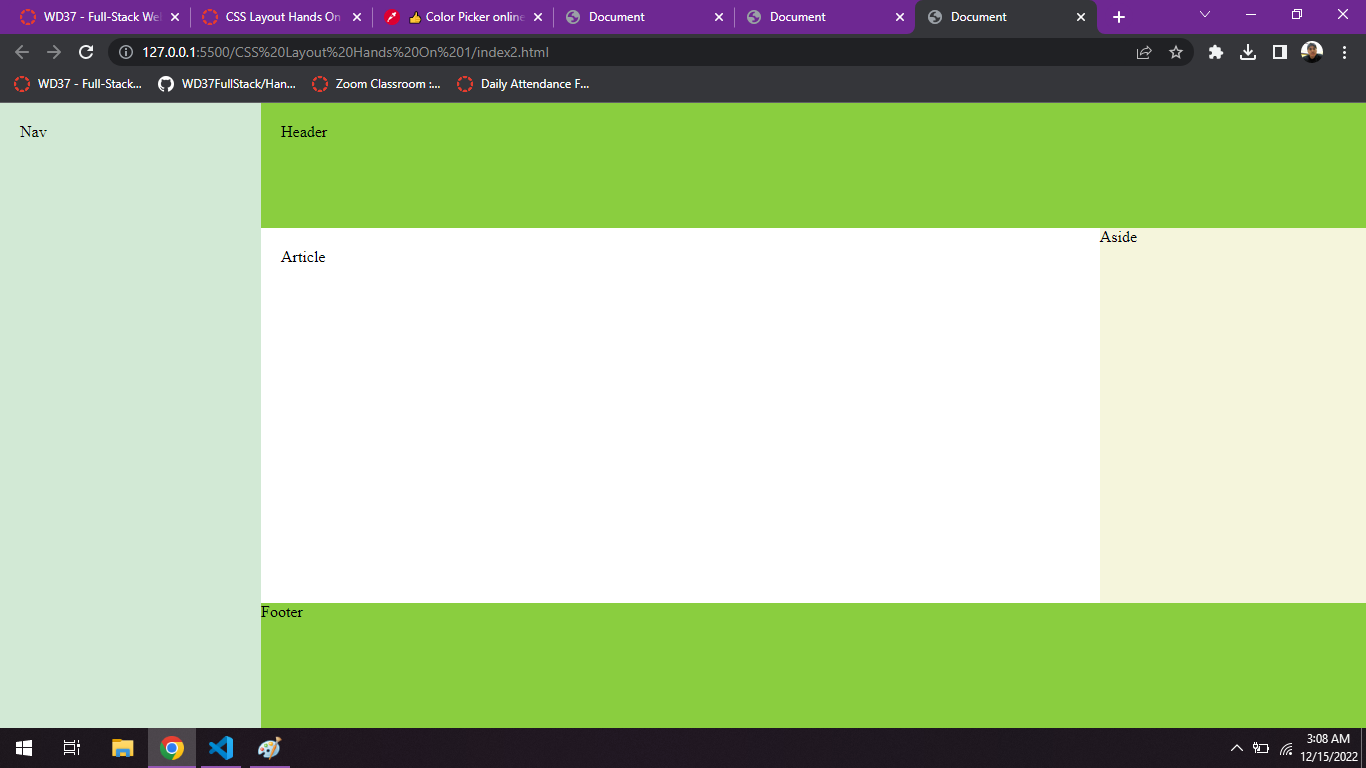 WD37 - Full-Stack We
CSS Layout Hands On
👍 Color Picker online
Document
Document
Document
127.0.0.1:5500/CSS%20Layout%20Hands%20On%201/index2.html
WD37 - Full-Stack...
WD37FullStack/Han...
Zoom Classroom :...
Daily Attendance F...
Nav
Header
Article
Aside
Footer
3:08 AM
12/15/2022